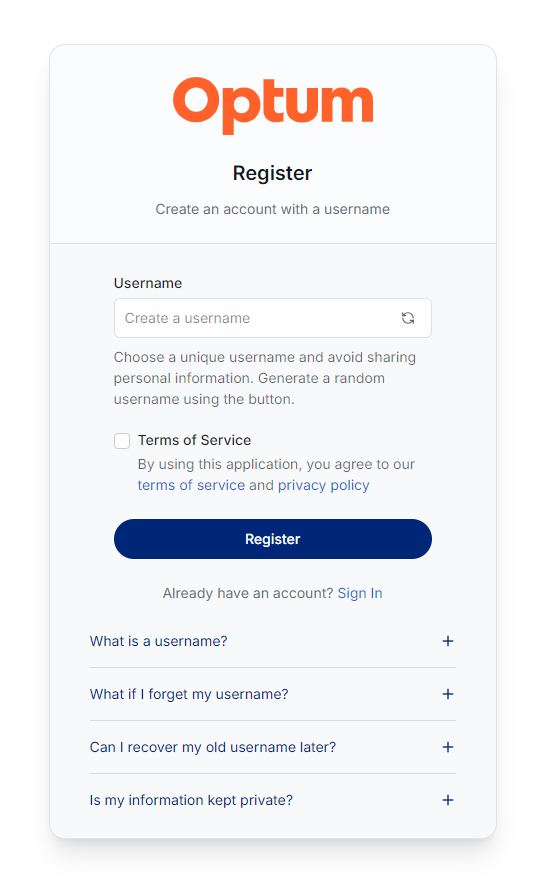 Optum
Register
Create an account with a username
Username
Create a username
Choose a unique username and avoid sharing
personal information. Generate a random
username using the button.
Terms of Service
By using this application, you agree to our
terms of service and privacy policy
Register
Already have an account? Sign In
What is a username?
What if I forget my username?
Can I recover my old username later?
Is my information kept private?